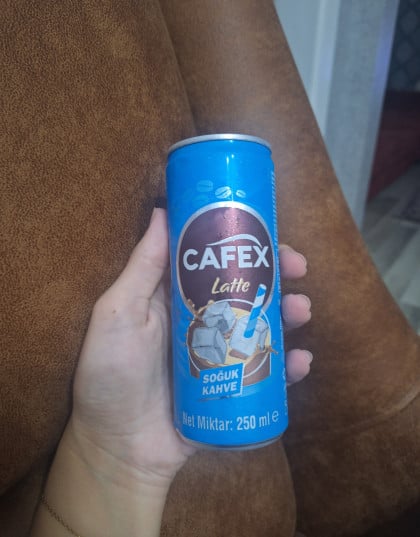 CAFEX
Latte
SOĞUK
KAHVE
Net Miktar: 250 ml ℮